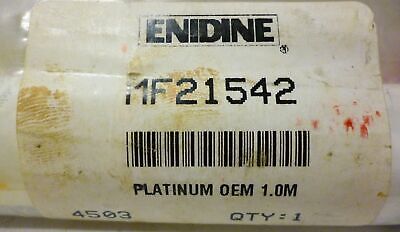 ENIDINE®
MF21542
PLATINUM OEM 1.0M
4503 QTY:1